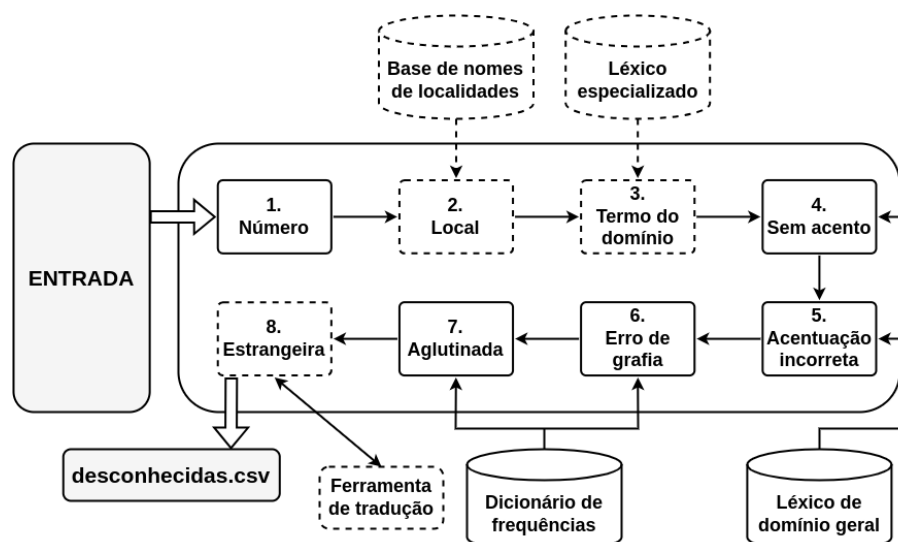 Base de nomes
de localidades
Léxico
especializado
ENTRADA
1.
Número
2.
Local
3.
Termo do
domínio
4.
Sem acento
8.
Estrangeira
7.
Aglutinada
6.
Erro de
grafia
5.
Acentuação
incorreta
desconhecidas.csv
Ferramenta
de tradução
Dicionário de
frequências
Léxico de
domínio geral